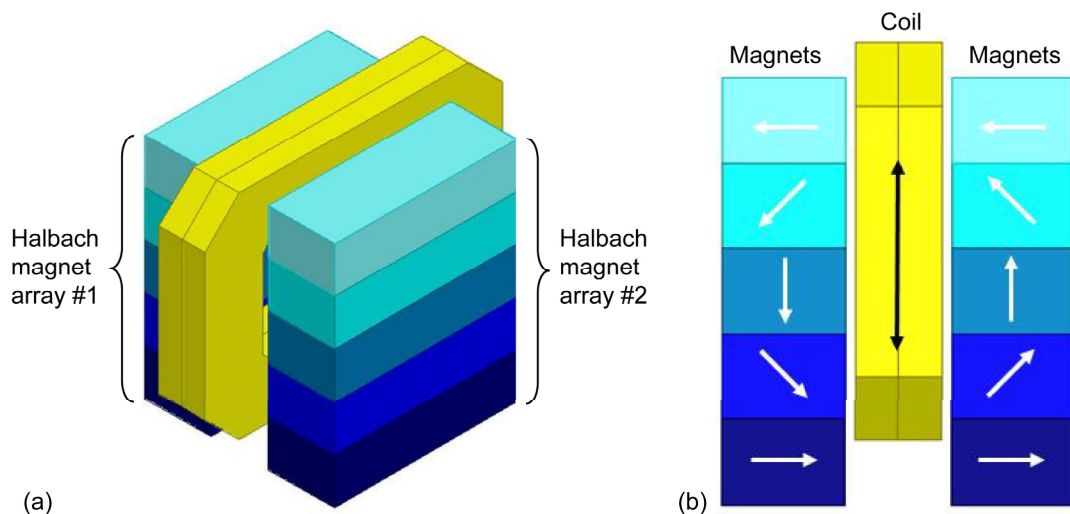 Coil
Magnets
Magnets
Halbach
magnet
array #1
Halbach
magnet
array #2
(a)
(b)